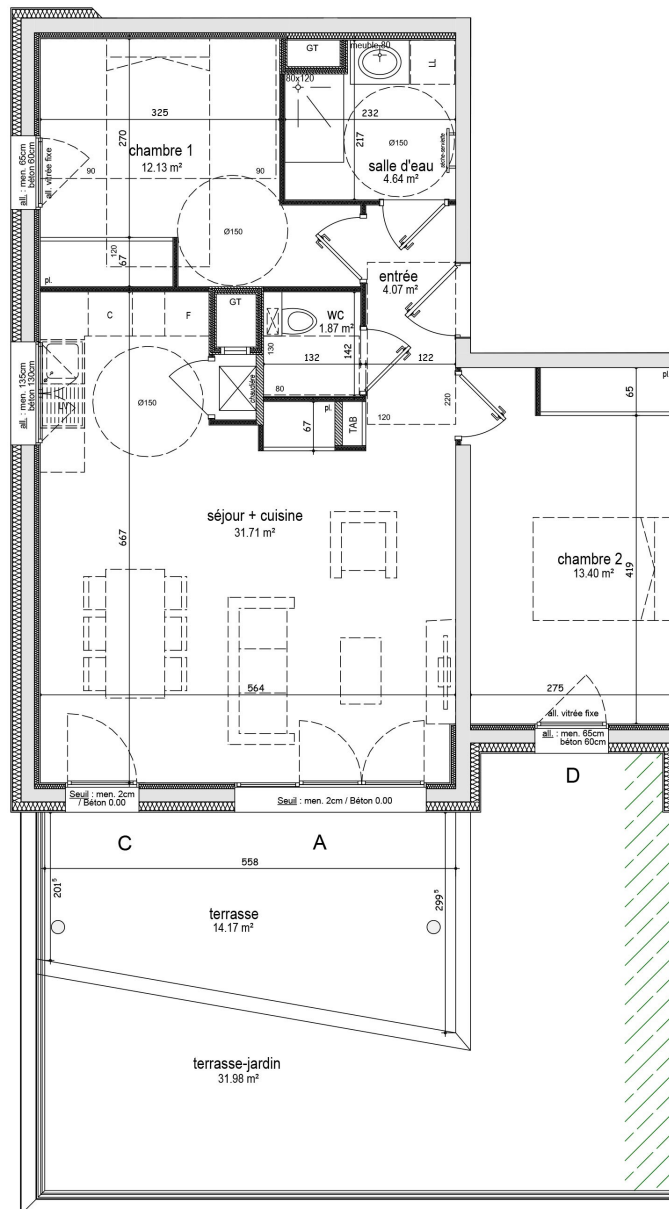 GT
meuble 80
LL
80x120
325
232
270
217
Ø150
sèche-serviette
chambre 1
12.13 m²
salle d'eau
4.64 m²
all. : men. 65cm
béton 60cm
all. vitrée fixe
90
90
Ø150
120
67
pl.
entrée
4.07 m²
C
F
GT
WC
1.87 m²
130
132
142
122
chaudière
80
pl.
67
TAB
120
220
pl.
65
all. : men. 135cm
béton 130cm
Ø150
séjour + cuisine
31.71 m²
667
chambre 2
13.40 m²
419
564
275
all. vitrée fixe
all. : men. 65cm
béton 60cm
Seuil : men. 2cm
/ Béton 0.00
Seuil : men. 2cm / Béton 0.00
C
A
D
558
201⁵
299⁵
terrasse
14.17 m²
terrasse-jardin
31.98 m²